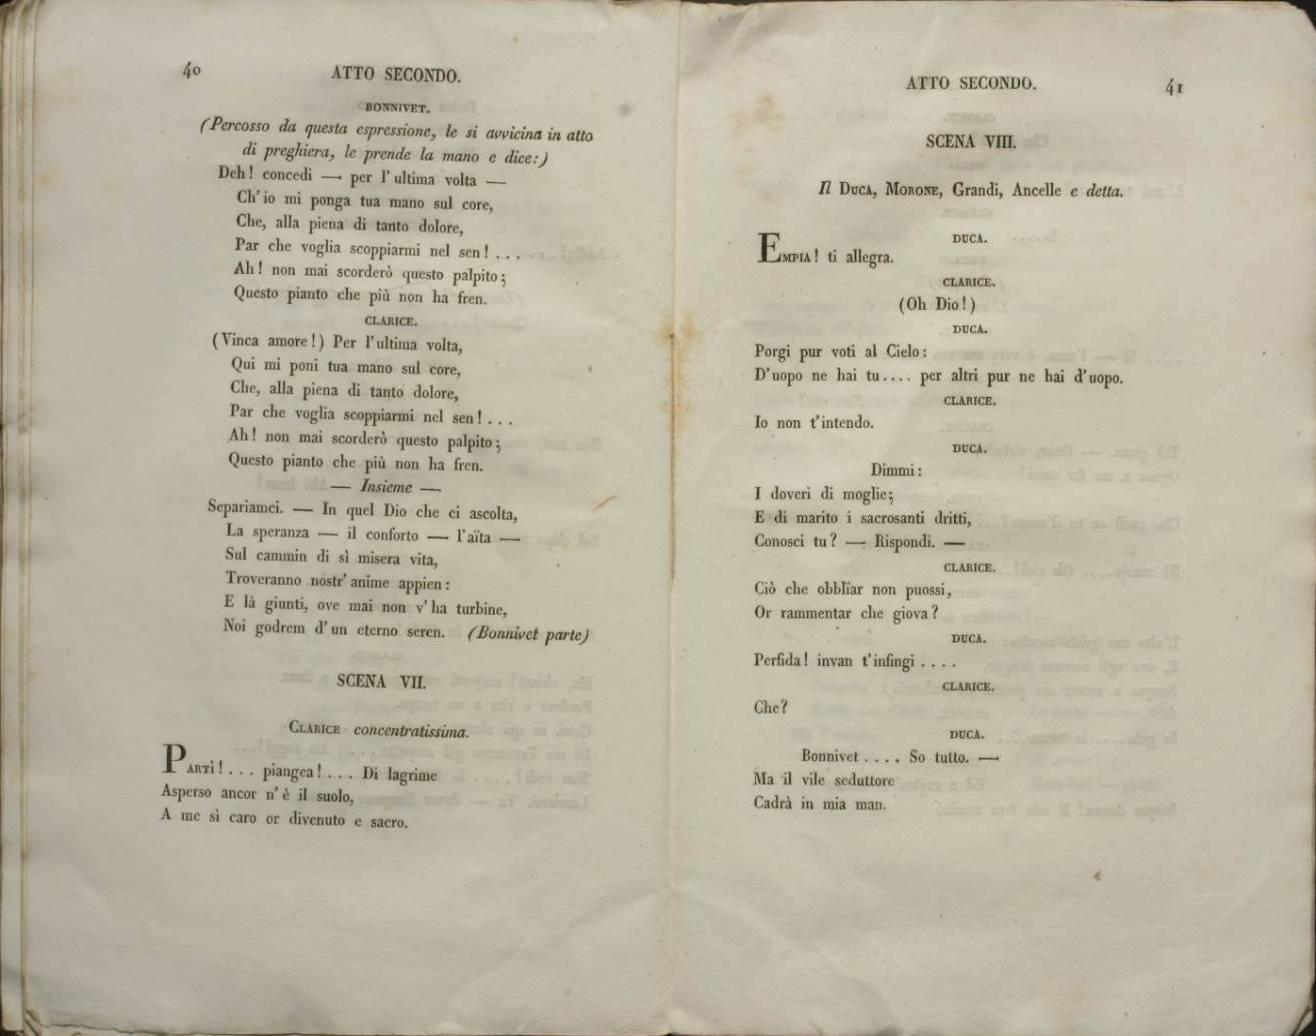 40
ATTO SECONDO.
BONNIVET.
(Percosso da questa espressione, le si avvicina in atto
di preghiera, le prende la mano e dice:)
Deh! concedi — per l'ultima volta —
Ch'io mi ponga tua mano sul core,
Che, alla piena di tanto dolore,
Par che voglia scoppiarmi nel sen! . . .
Ah! non mai scorderò questo palpito;
Questo pianto che più non ha fren.
CLARICE.
(Vinca amore!) Per l'ultima volta,
Qui mi poni tua mano sul core,
Che, alla piena di tanto dolore,
Par che voglia scoppiarmi nel sen! . . .
Ah! non mai scorderò questo palpito;
Questo pianto che più non ha fren.
— Insieme —
Separiamci. — In quel Dio che ci ascolta,
La speranza — il conforto — l'aïta —
Sul cammin di sì misera vita,
Troveranno nostr'anime appien:
E là giunti, ove mai non v'ha turbine,
Noi godrem d'un eterno seren. (Bonnivet parte)
SCENA VII.
CLARICE concentratissima.
PARTÌ! . . . piangea! . . . Di lagrime
Asperso ancor n'è il suolo,
A me sì caro or divenuto e sacro.
ATTO SECONDO.
41
SCENA VIII.
Il DUCA, MORONE, Grandi, Ancelle e detta.
DUCA.
EMPIA! ti allegra.
CLARICE.
(Oh Dio!)
DUCA.
Porgi pur voti al Cielo:
D'uopo ne hai tu.... per altri pur ne hai d'uopo.
CLARICE.
Io non t'intendo.
DUCA.
Dimmi:
I doveri di moglie;
E di marito i sacrosanti dritti,
Conosci tu? — Rispondi. —
CLARICE.
Ciò che obblïar non puossi,
Or rammentar che giova?
DUCA.
Perfida! invan t'infingi . . . .
CLARICE.
Che?
DUCA.
Bonnivet . . . . So tutto. —
Ma il vile seduttore
Cadrà in mia man.